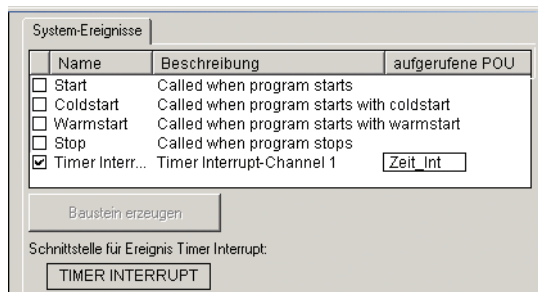 System-Ereignisse
Name Beschreibung aufgerufene POU
Start Called when program starts
Coldstart Called when program starts with coldstart
Warmstart Called when program starts with warmstart
Stop Called when program stops
Timer Interr... Timer Interrupt-Channel 1 Zeit_Int
Baustein erzeugen
Schnittstelle für Ereignis Timer Interrupt:
TIMER INTERRUPT